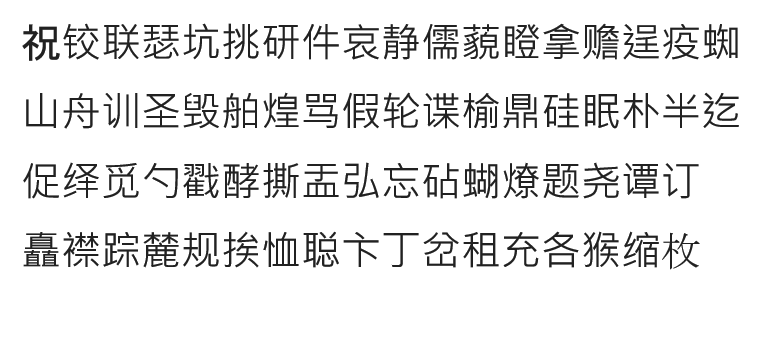 祝铰联瑟坑挑研件哀静儒藐瞪拿赡逞疫蜘
山舟训圣毁舶煌骂假轮谍榆鼎硅眠朴半迄
促绎觅勺戳酵撕盂弘忘砧蝴燎题尧谭订
矗襟踪麓规挨恤聪卞丁岔租充各猴缩枚